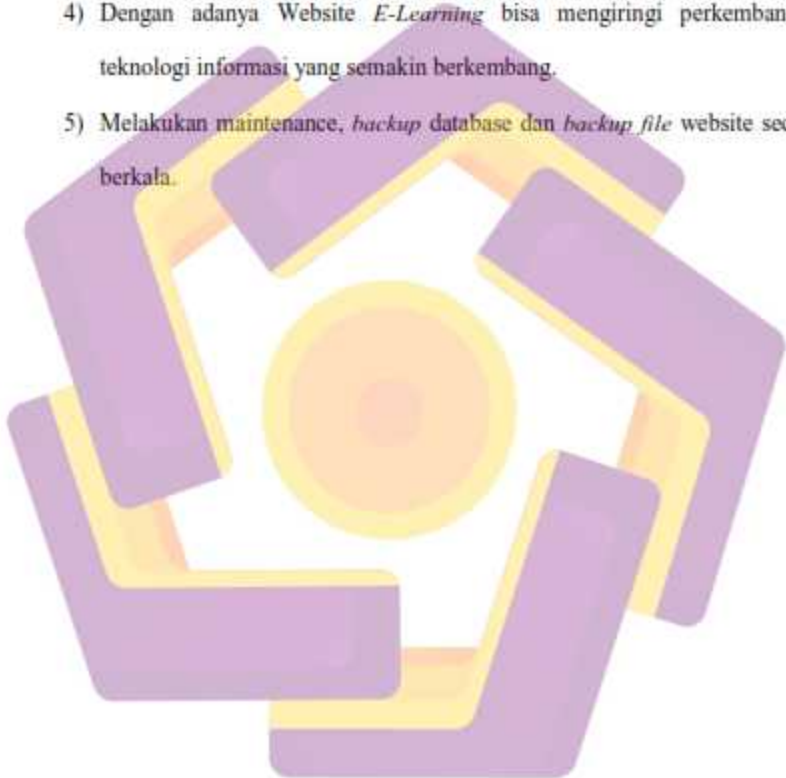 4) Dengan adanya Website E-Learning bisa mengiringi perkemban
teknologi informasi yang semakin berkembang.
5) Melakukan maintenance, backup database dan backup file website sec
berkala.